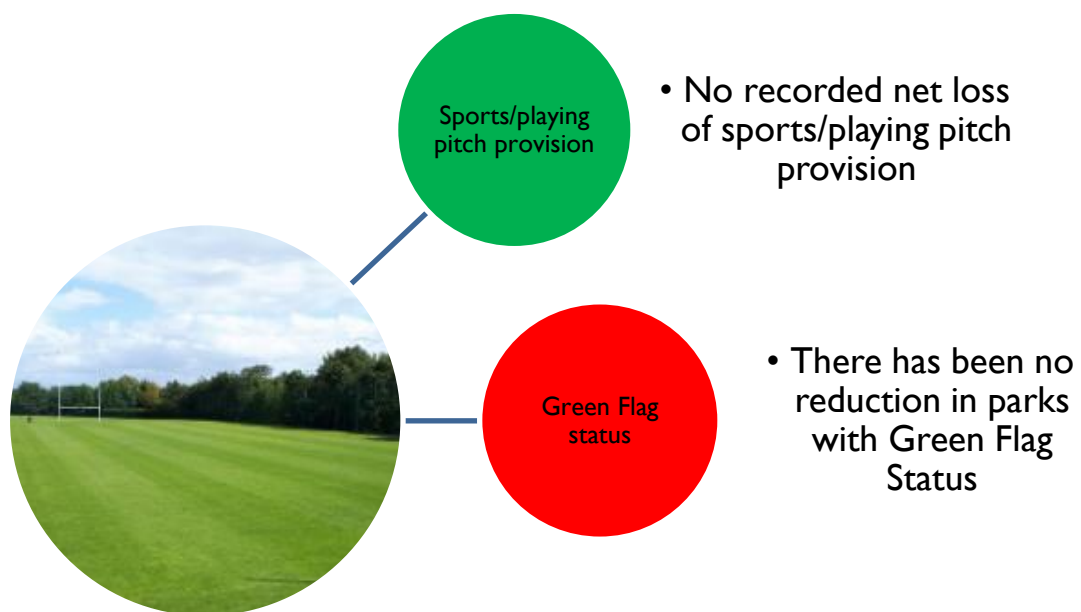 Sports/playing
pitch provision
• No recorded net loss
of sports/playing pitch
provision
Green Flag
status
• There has been no
reduction in parks
with Green Flag
Status